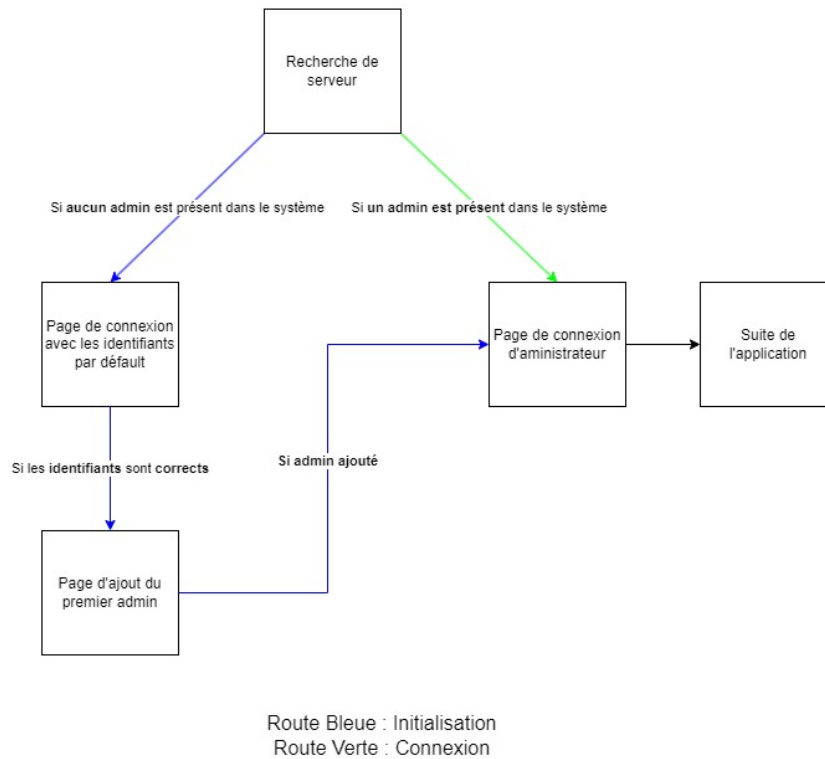 Recherche de
serveur
Si aucun admin est présent dans le système
Si un admin est présent dans le système
Page de connexion
avec les identifiants
par défault
Page de connexion
d'aministrateur
Suite de
l'application
Si les identifiants sont corrects
Si admin ajouté
Page d'ajout du
premier admin
Route Bleue : Initialisation
Route Verte : Connexion